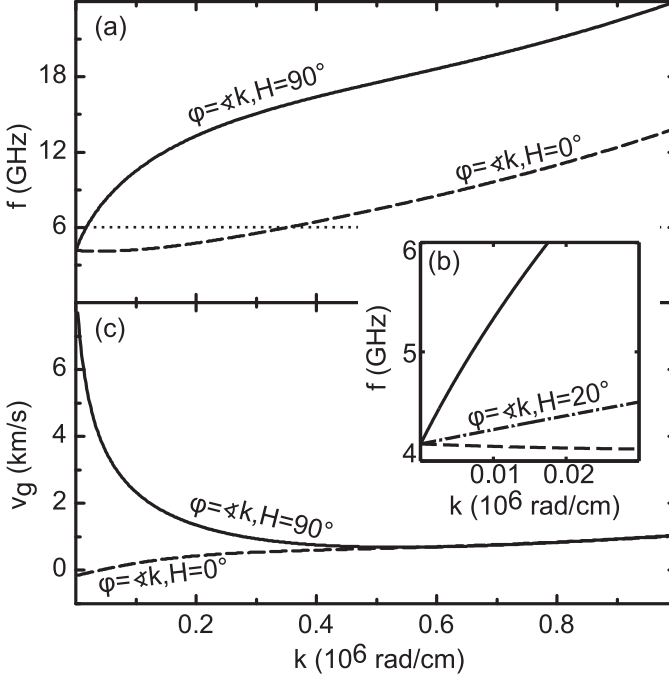 (a)
18
12
6
f (GHz)
φ=∢k,H=90°
φ=∢k,H=0°
(b)
6
5
4
f (GHz)
φ=∢k,H=20°
0.01 0.02
k (10⁶ rad/cm)
(c)
6
4
2
0
vg (km/s)
φ=∢k,H=90°
φ=∢k,H=0°
0.2 0.4 0.6 0.8
k (10⁶ rad/cm)